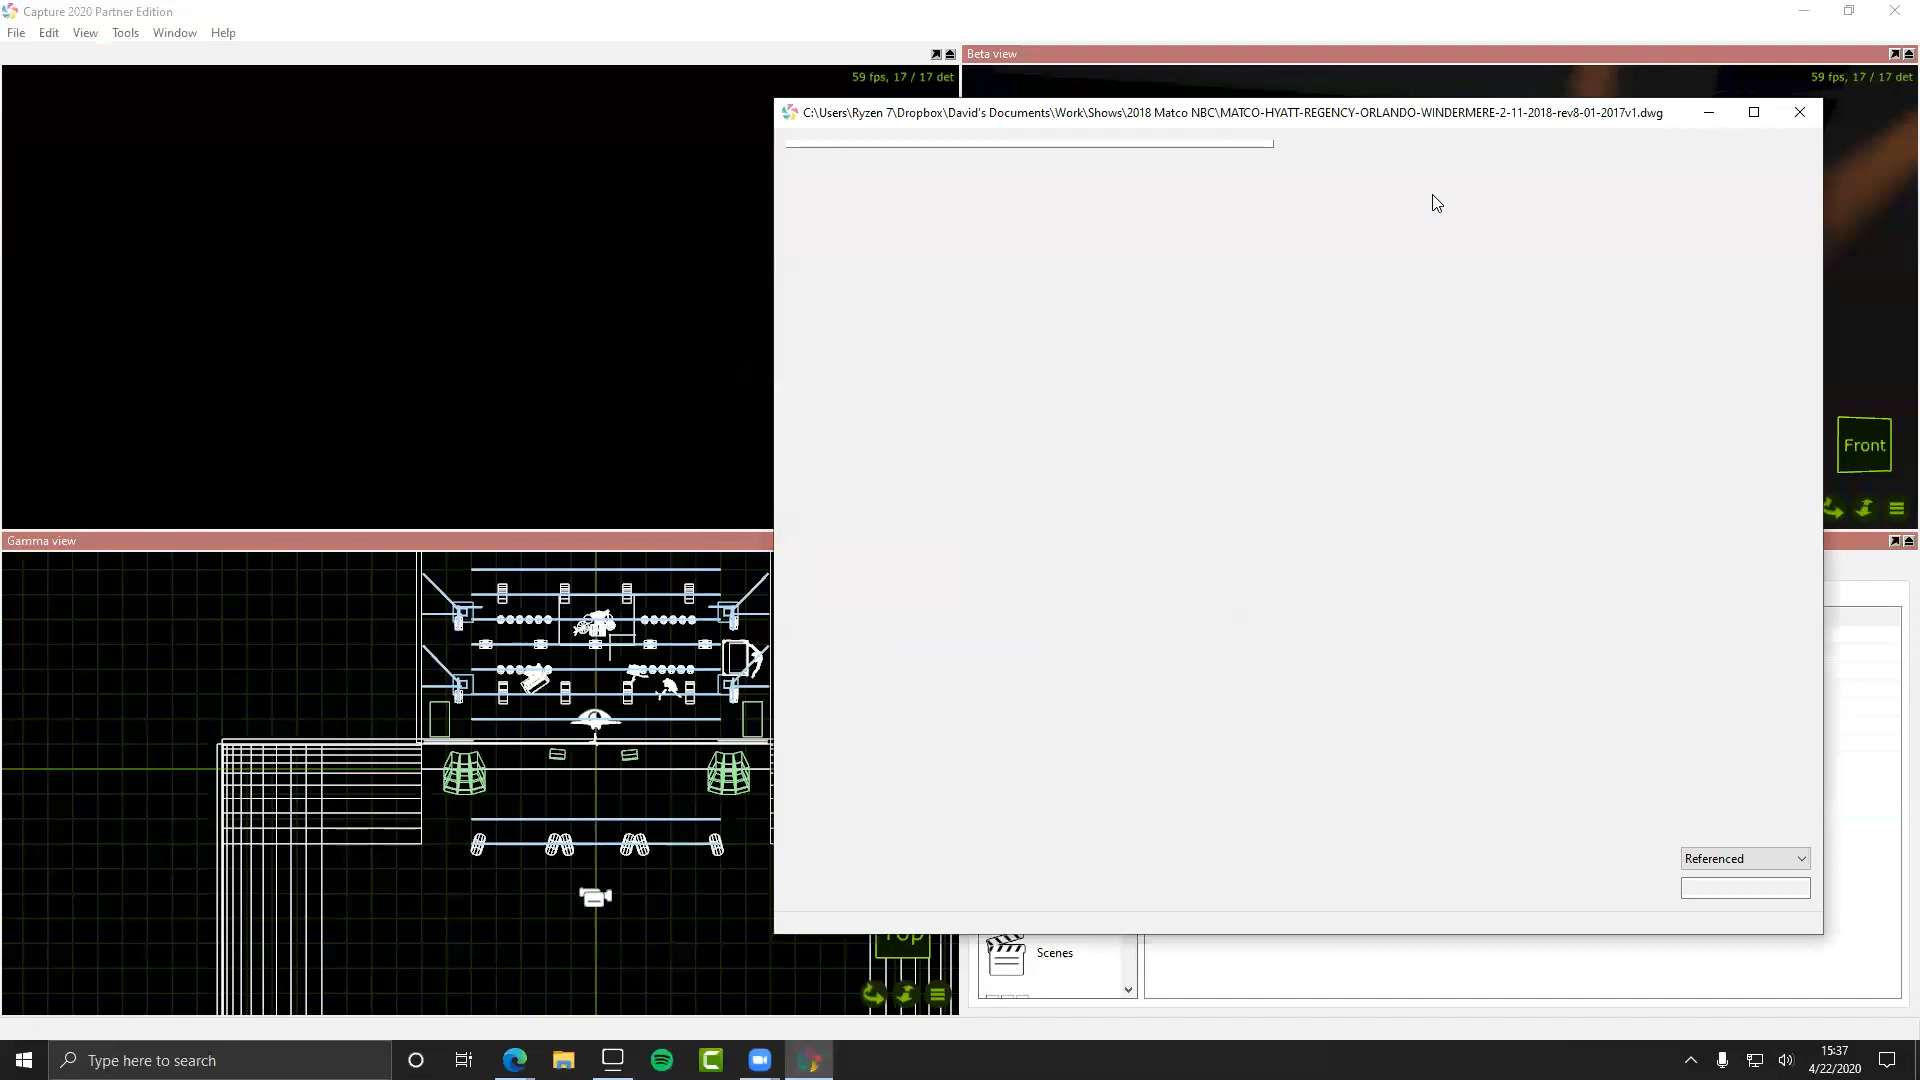 Capture 2020 Partner Edition
File Edit View Tools Window Help
Beta view
59 fps, 17 / 17 det
59 fps, 17 / 17 det
C:\Users\Ryzen 7\Dropbox\David's Documents\Work\Shows\2018 Matco NBC\MATCO-HYATT-REGENCY-ORLANDO-WINDERMERE-2-11-2018-rev8-01-2017v1.dwg
Front
Gamma view
Referenced
Top
Scenes
Type here to search
15:37
4/22/2020